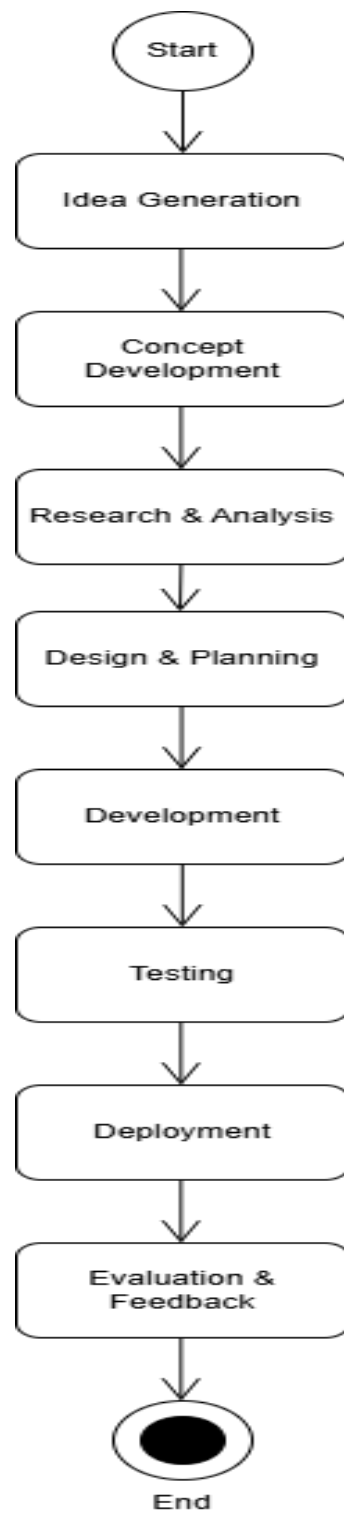 Start
Idea Generation
Concept
Development
Research & Analysis
Design & Planning
Development
Testing
Deployment
Evaluation &
Feedback
End